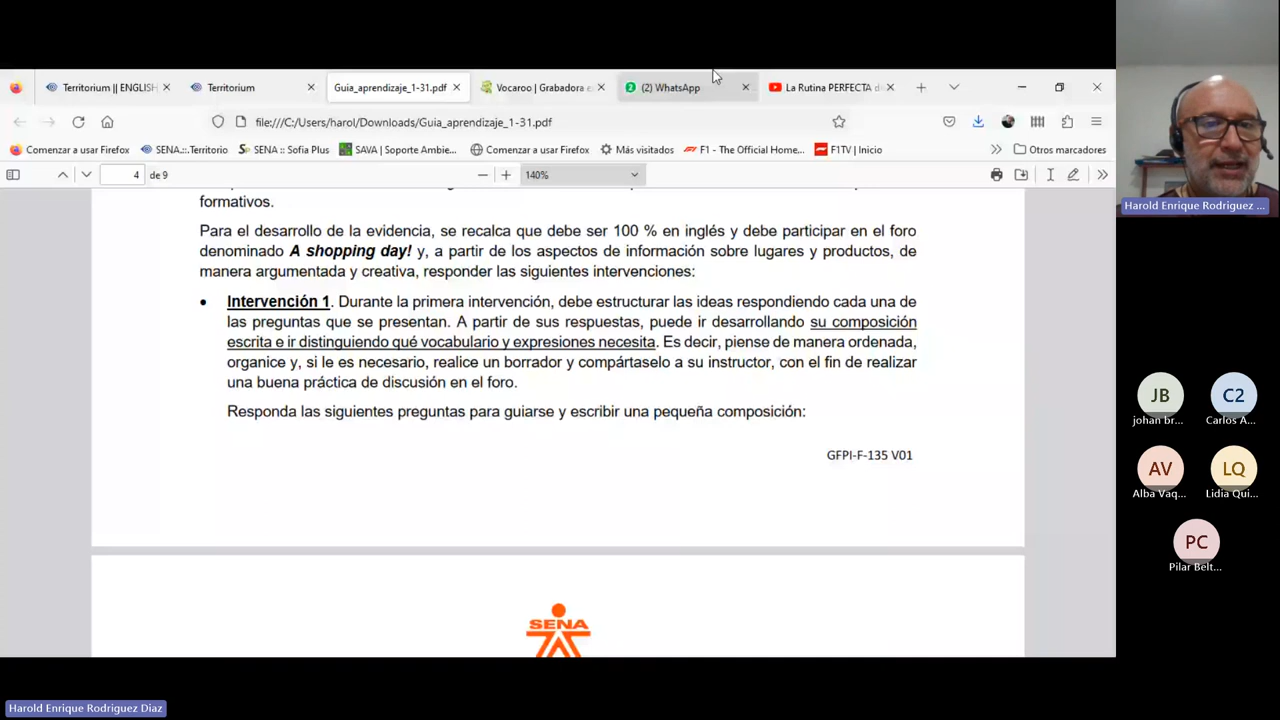 Territorium || ENGLISH
Territorium
Guia_aprendizaje_1-31.pdf
Vocaroo | Grabadora
(2) WhatsApp
La Rutina PERFECTA d
file:///C:/Users/harol/Downloads/Guia_aprendizaje_1-31.pdf
Comenzar a usar Firefox
SENA.::.Territorio
SENA :: Sofia Plus
SAVA | Soporte Ambie...
Comenzar a usar Firefox
Más visitados
F1 - The Official Home...
F1TV | Inicio
Otros marcadores
4 de 9
140%
formativos.
Para el desarrollo de la evidencia, se recalca que debe ser 100 % en inglés y debe participar en el foro
denominado A shopping day! y, a partir de los aspectos de información sobre lugares y productos, de
manera argumentada y creativa, responder las siguientes intervenciones:
• Intervención 1. Durante la primera intervención, debe estructurar las ideas respondiendo cada una de
las preguntas que se presentan. A partir de sus respuestas, puede ir desarrollando su composición
escrita e ir distinguiendo qué vocabulario y expresiones necesita. Es decir, piense de manera ordenada,
organice y, si le es necesario, realice un borrador y compártaselo a su instructor, con el fin de realizar
una buena práctica de discusión en el foro.
Responda las siguientes preguntas para guiarse y escribir una pequeña composición:
GFPI-F-135 V01
SENA
Harold Enrique Rodriguez ...
JB
johan br...
C2
Carlos A...
AV
Alba Vaq...
LQ
Lidia Qui...
PC
Pilar Belt...
Harold Enrique Rodriguez Diaz